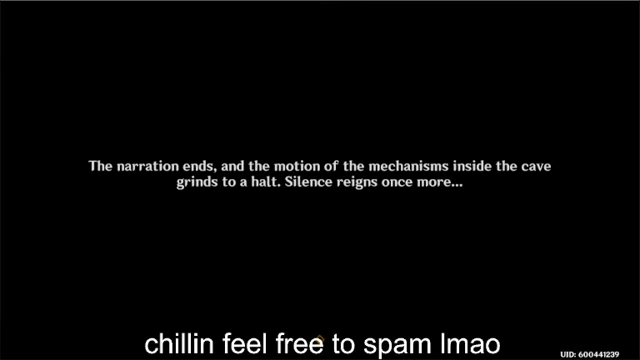 The narration ends, and the motion of the mechanisms inside the cave
grinds to a halt. Silence reigns once more...
chillin feel free to spam lmao
UID: 600441239